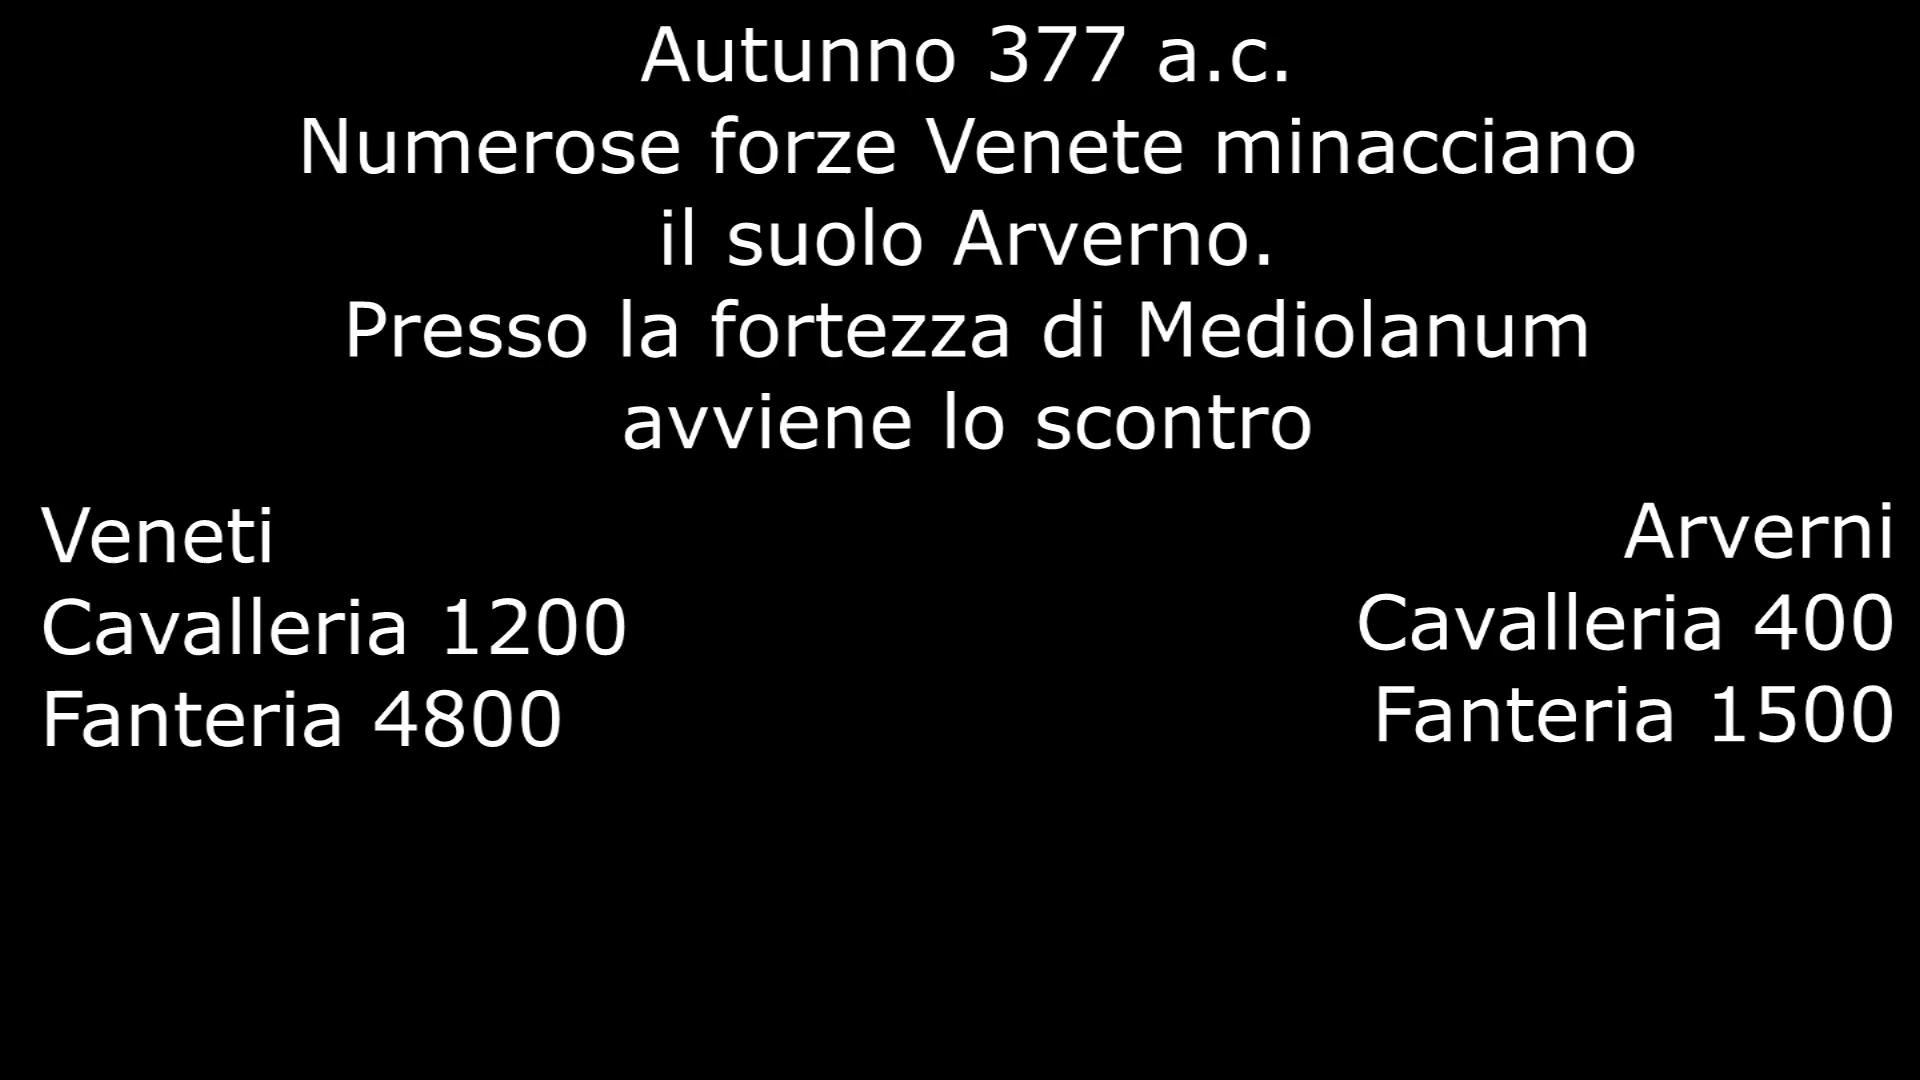 Autunno 377 a.c.
Numerose forze Venete minacciano
il suolo Arverno.
Presso la fortezza di Mediolanum
avviene lo scontro
Veneti
Cavalleria 1200
Fanteria 4800
Arverni
Cavalleria 400
Fanteria 1500